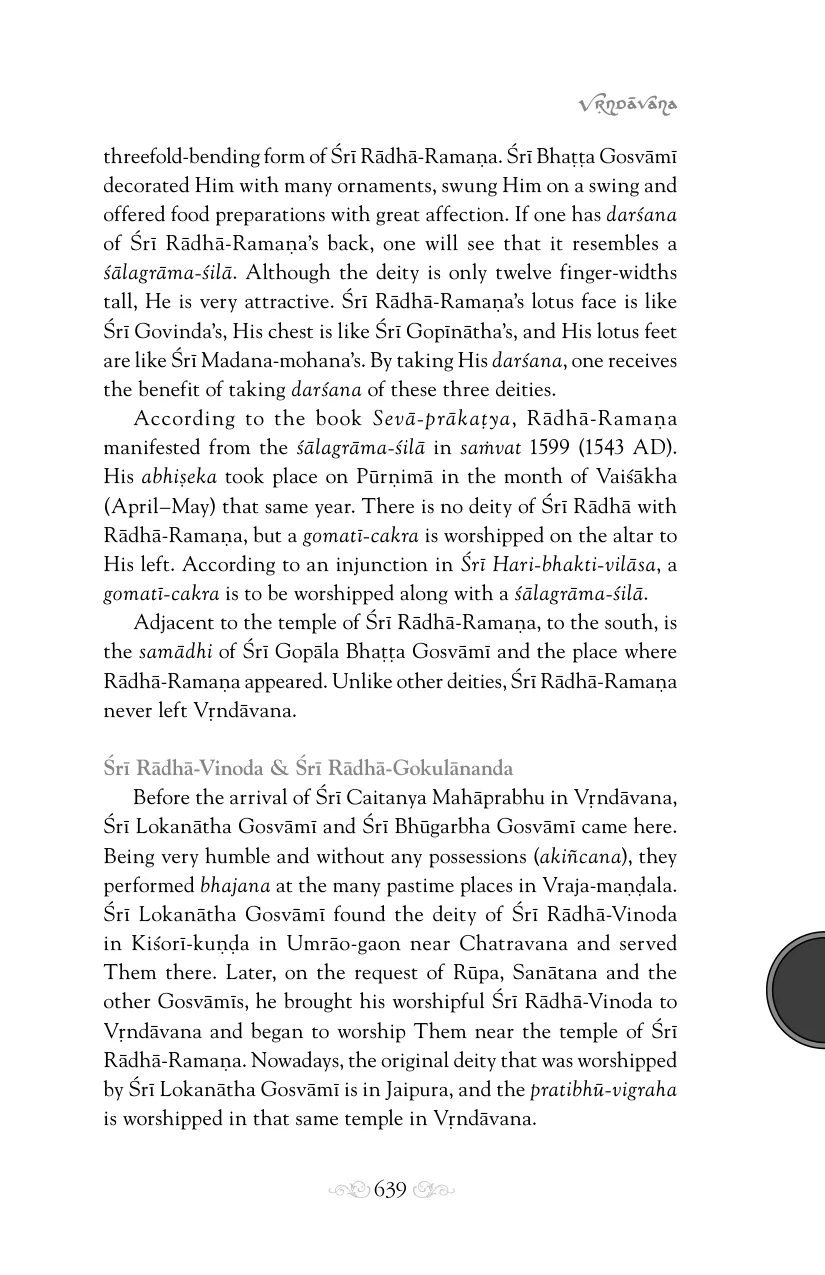 Vṛndāvana
threefold-bending form of Śrī Rādhā-Ramaṇa. Śrī Bhaṭṭa Gosvāmī
decorated Him with many ornaments, swung Him on a swing and
offered food preparations with great affection. If one has darśana
of Śrī Rādhā-Ramaṇa’s back, one will see that it resembles a
śālagrāma-śilā. Although the deity is only twelve finger-widths
tall, He is very attractive. Śrī Rādhā-Ramaṇa’s lotus face is like
Śrī Govinda’s, His chest is like Śrī Gopīnātha’s, and His lotus feet
are like Śrī Madana-mohana’s. By taking His darśana, one receives
the benefit of taking darśana of these three deities.
According to the book Sevā-prākaṭya, Rādhā-Ramaṇa
manifested from the śālagrāma-śilā in saṁvat 1599 (1543 AD).
His abhiṣeka took place on Pūrṇimā in the month of Vaiśākha
(April–May) that same year. There is no deity of Śrī Rādhā with
Rādhā-Ramaṇa, but a gomatī-cakra is worshipped on the altar to
His left. According to an injunction in Śrī Hari-bhakti-vilāsa, a
gomatī-cakra is to be worshipped along with a śālagrāma-śilā.
Adjacent to the temple of Śrī Rādhā-Ramaṇa, to the south, is
the samādhi of Śrī Gopāla Bhaṭṭa Gosvāmī and the place where
Rādhā-Ramaṇa appeared. Unlike other deities, Śrī Rādhā-Ramaṇa
never left Vṛndāvana.
Śrī Rādhā-Vinoda & Śrī Rādhā-Gokulānanda
Before the arrival of Śrī Caitanya Mahāprabhu in Vṛndāvana,
Śrī Lokanātha Gosvāmī and Śrī Bhūgarbha Gosvāmī came here.
Being very humble and without any possessions (akiñcana), they
performed bhajana at the many pastime places in Vraja-maṇḍala.
Śrī Lokanātha Gosvāmī found the deity of Śrī Rādhā-Vinoda
in Kiśorī-kuṇḍa in Umrāo-gaon near Chatravana and served
Them there. Later, on the request of Rūpa, Sanātana and the
other Gosvāmīs, he brought his worshipful Śrī Rādhā-Vinoda to
Vṛndāvana and began to worship Them near the temple of Śrī
Rādhā-Ramaṇa. Nowadays, the original deity that was worshipped
by Śrī Lokanātha Gosvāmī is in Jaipura, and the pratibhū-vigraha
is worshipped in that same temple in Vṛndāvana.
639